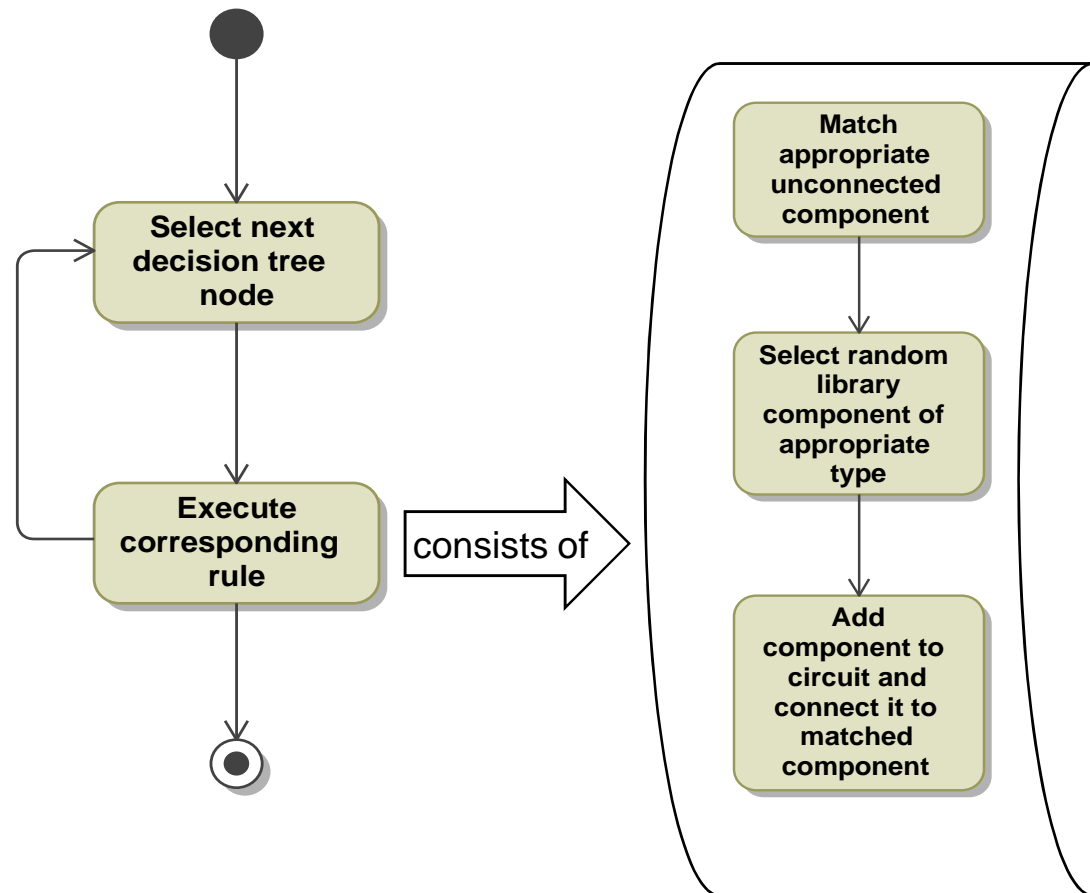 Select next
decision tree
node
Execute
corresponding
rule
consists of
Match
appropriate
unconnected
component
Select random
library
component of
appropriate
type
Add
component to
circuit and
connect it to
matched
component